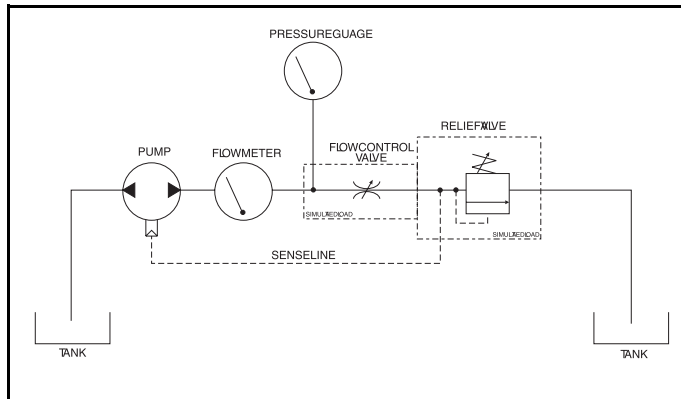 PRESSUREGUAGE
RELIEFVALVE
PUMP
FLOWMETER
FLOWCONTROL
VALVE
SIMULATEDLOAD
SIMULATEDLOAD
SENSELINE
TANK
TANK